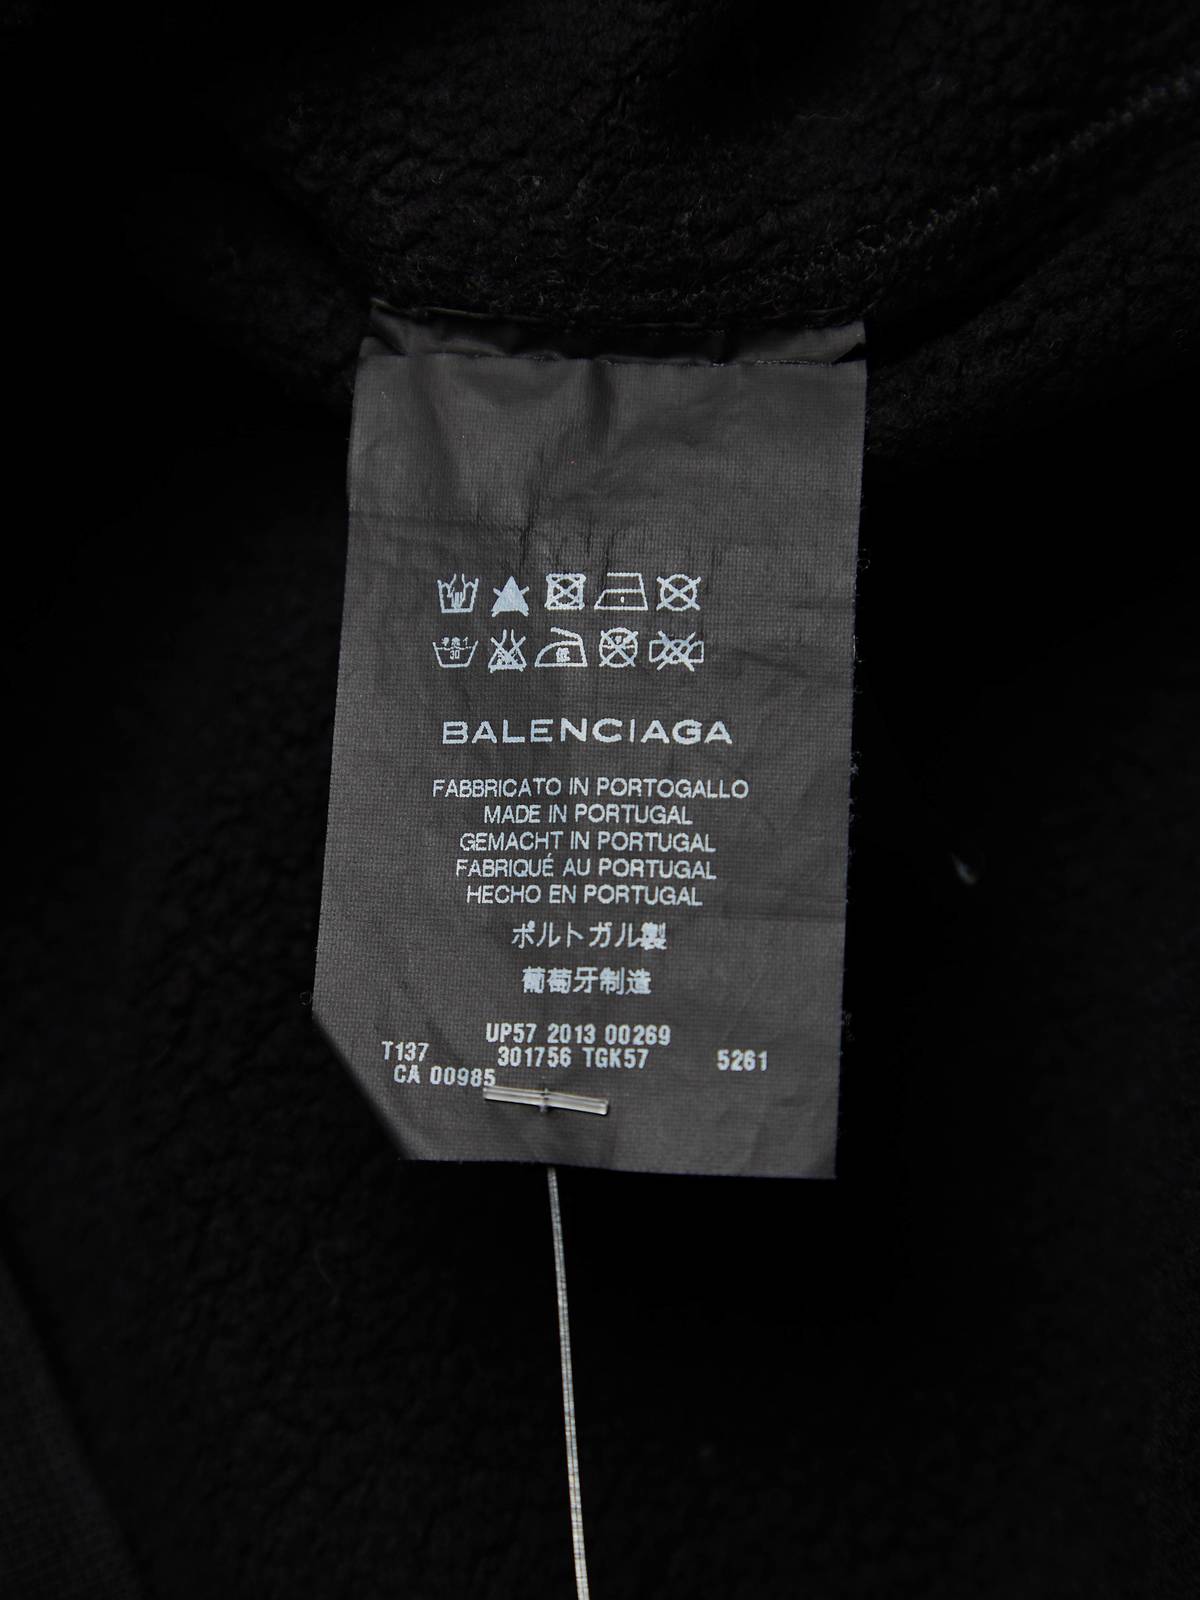 BALENCIAGA
FABBRICATO IN PORTOGALLO
MADE IN PORTUGAL
GEMACHT IN PORTUGAL
FABRIQUÉ AU PORTUGAL
HECHO EN PORTUGAL
ポルトガル製
葡萄牙制造
UP57 2013 00269
T137 301756 TGK57 5261
CA 00985